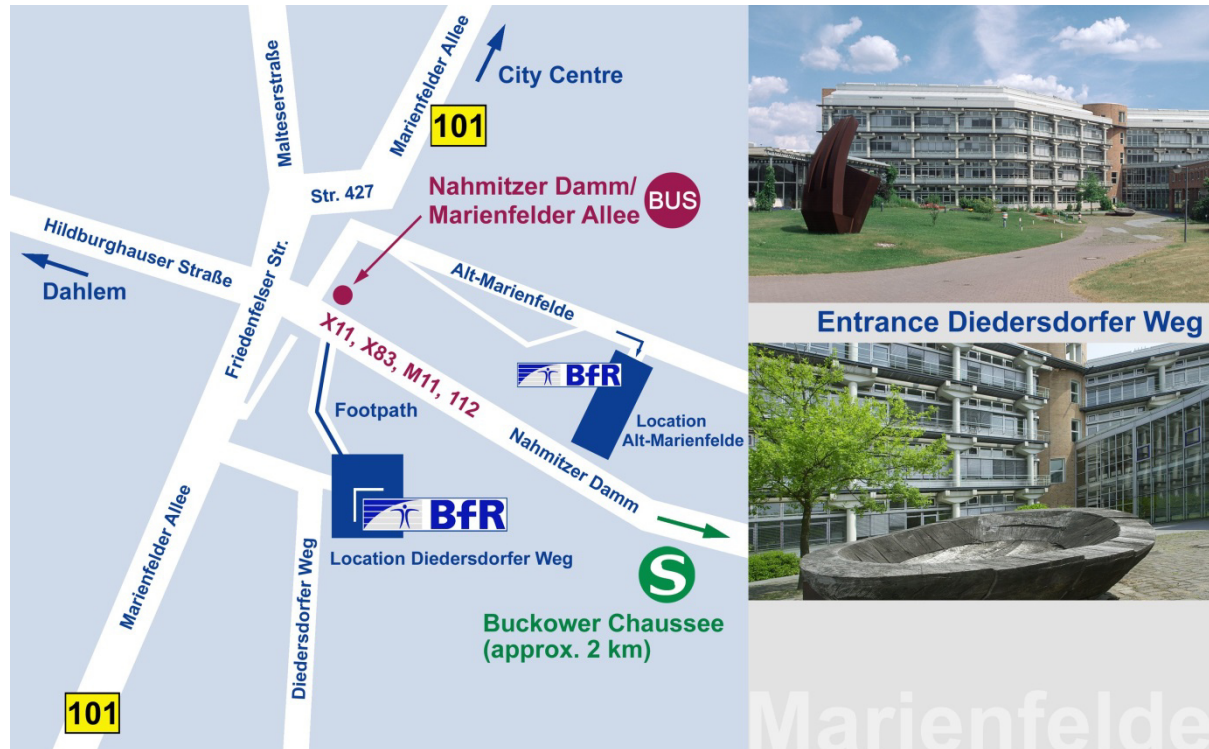 Malteserstraße
Marienfelder Allee
City Centre
101
Str. 427
Nahmitzer Damm/
Marienfelder Allee
BUS
Hildburghauser Straße
Dahlem
Friedenfelser Str.
Alt-Marienfelde
X11, X83, M11, 112
BfR
Footpath
Location
Alt-Marienfelde
Nahmitzer Damm
BfR
Location Diedersdorfer Weg
Marienfelder Allee
Diedersdorfer Weg
S
Buckower Chaussee
(approx. 2 km)
101
Entrance Diedersdorfer Weg
Marienfelde